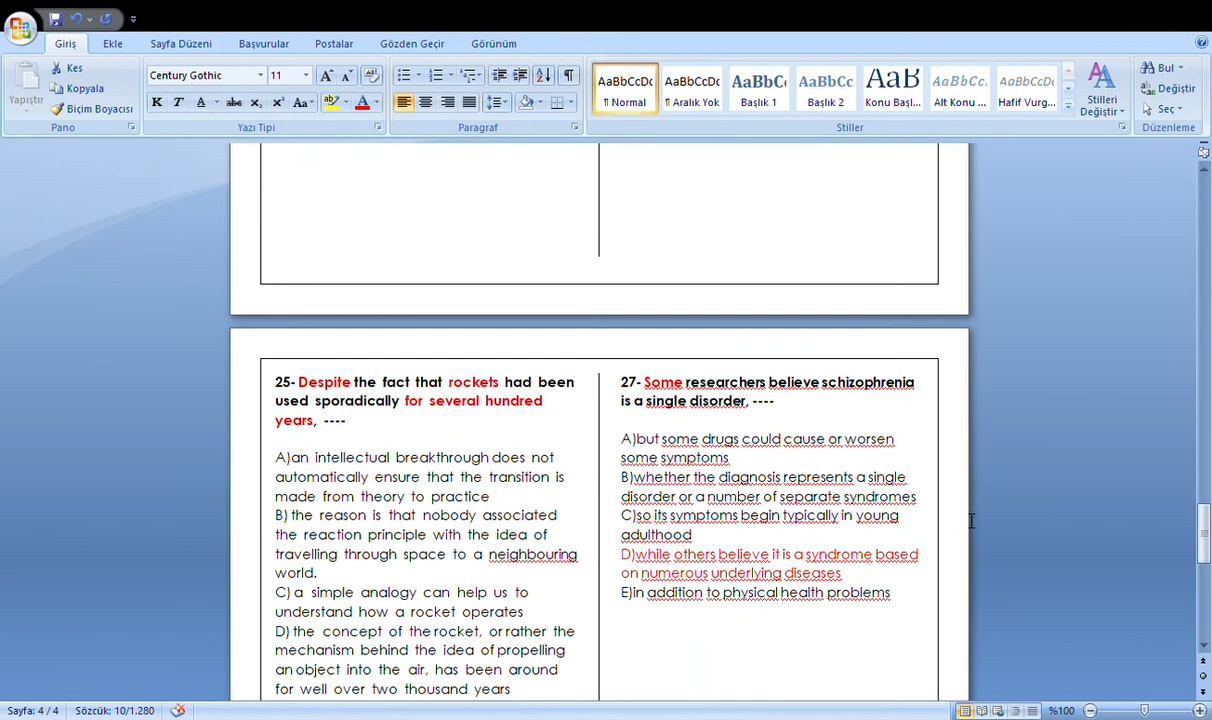 Giriş Ekle Sayfa Düzeni Başvurular Postalar Gözden Geçir Görünüm
Yapıştır
Kes
Kopyala
Biçim Boyacısı
Pano
Century Gothic 11
K T A abc x₂ x² Aa
Yazı Tipi
Paragraf
AaBbCcDc
¶ Normal
AaBbCcDc
¶ Aralık Yok
AaBbCc
Başlık 1
AaBbCc
Başlık 2
AaB
Konu Başl...
AaBbCc.
Alt Konu ...
AaBbCcDc
Hafif Vurg...
Stilleri
Değiştir
Stiller
Bul
Değiştir
Seç
Düzenleme
25- Despite the fact that rockets had been
used sporadically for several hundred
years, ----
A)an intellectual breakthrough does not
automatically ensure that the transition is
made from theory to practice
B) the reason is that nobody associated
the reaction principle with the idea of
travelling through space to a neighbouring
world.
C) a simple analogy can help us to
understand how a rocket operates
D) the concept of the rocket, or rather the
mechanism behind the idea of propelling
an object into the air, has been around
for well over two thousand years
27- Some researchers believe schizophrenia
is a single disorder, ----
A)but some drugs could cause or worsen
some symptoms
B)whether the diagnosis represents a single
disorder or a number of separate syndromes
C)so its symptoms begin typically in young
adulthood
D)while others believe it is a syndrome based
on numerous underlying diseases
E)in addition to physical health problems
Sayfa: 4 / 4 Sözcük: 10/1.280 %100